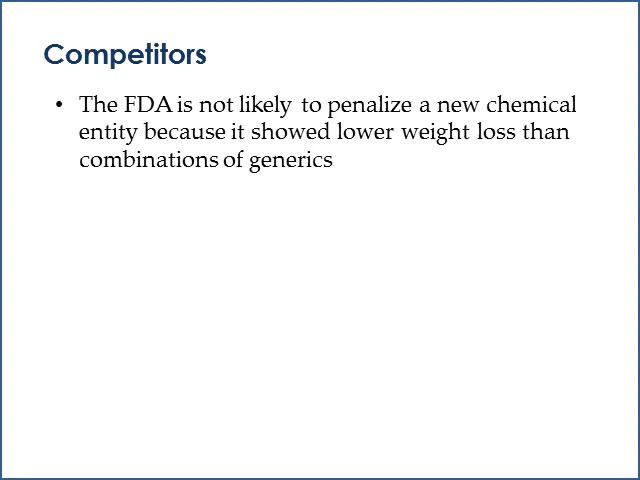 Competitors
• The FDA is not likely to penalize a new chemical
entity because it showed lower weight loss than
combinations of generics